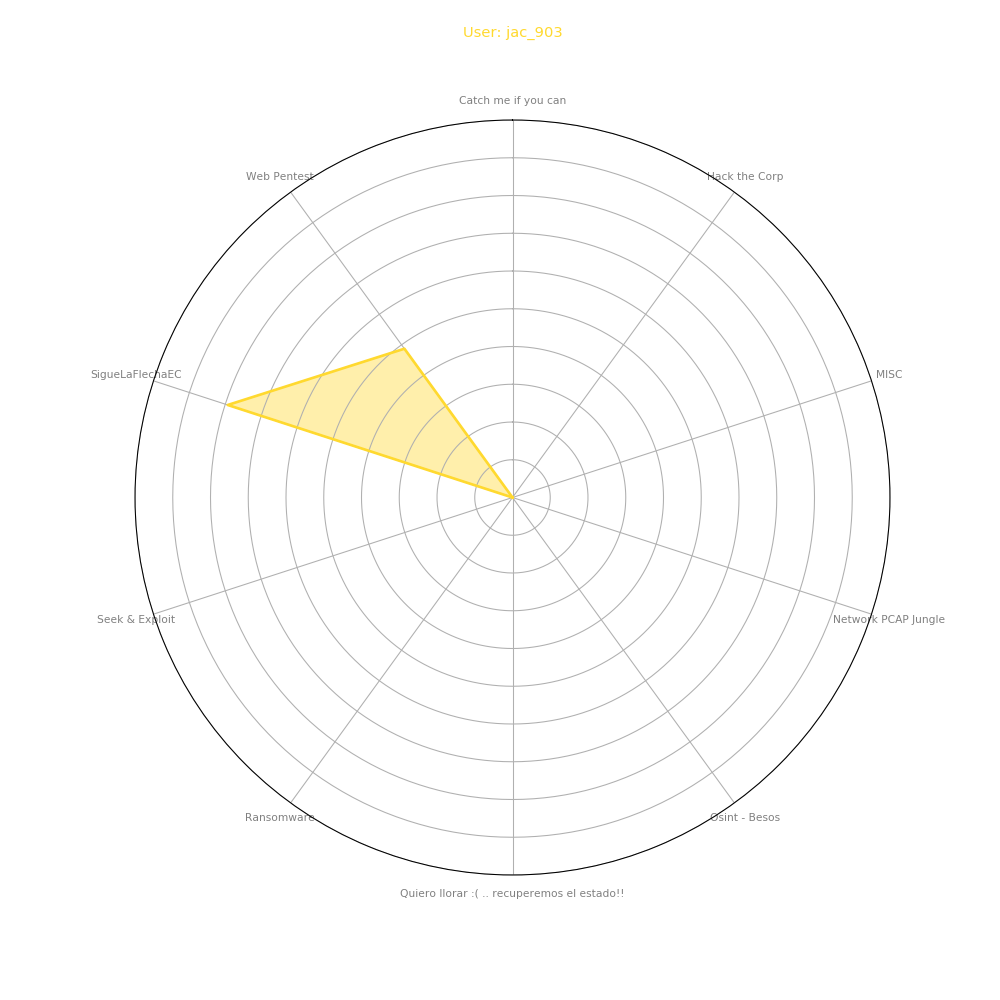 User: jac_903
Catch me if you can
Web Pentest
Hack the Corp
SigueLaFlechaEC
MISC
Seek & Exploit
Network PCAP Jungle
Ransomware
Osint - Besos
Quiero llorar :( .. recuperemos el estado!!